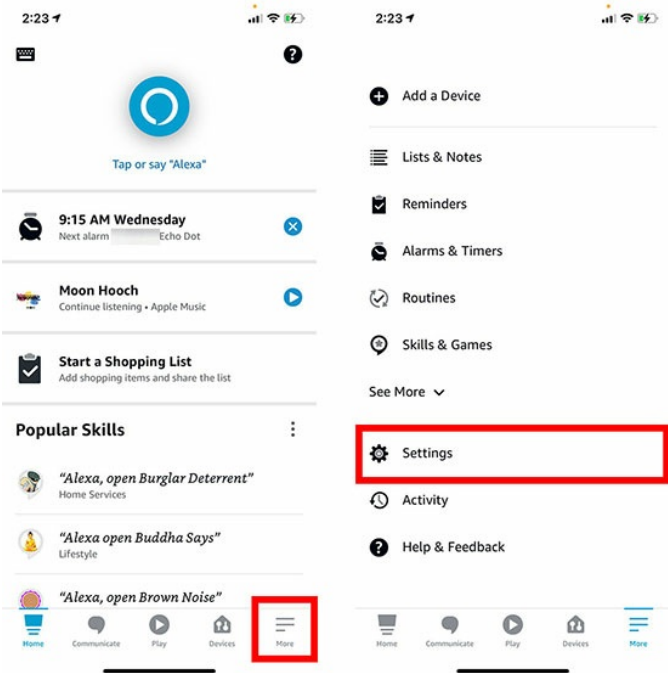 2:23
Tap or say "Alexa"
9:15 AM Wednesday
Next alarm Echo Dot
Moon Hooch
Continue listening • Apple Music
Start a Shopping List
Add shopping items and share the list
Popular Skills
“Alexa, open Burglar Deterrent”
Home Services
“Alexa open Buddha Says”
Lifestyle
“Alexa, open Brown Noise”
Home
Communicate
Play
Devices
More
2:23
Add a Device
Lists & Notes
Reminders
Alarms & Timers
Routines
Skills & Games
See More
Settings
Activity
Help & Feedback
Home
Communicate
Play
Devices
More